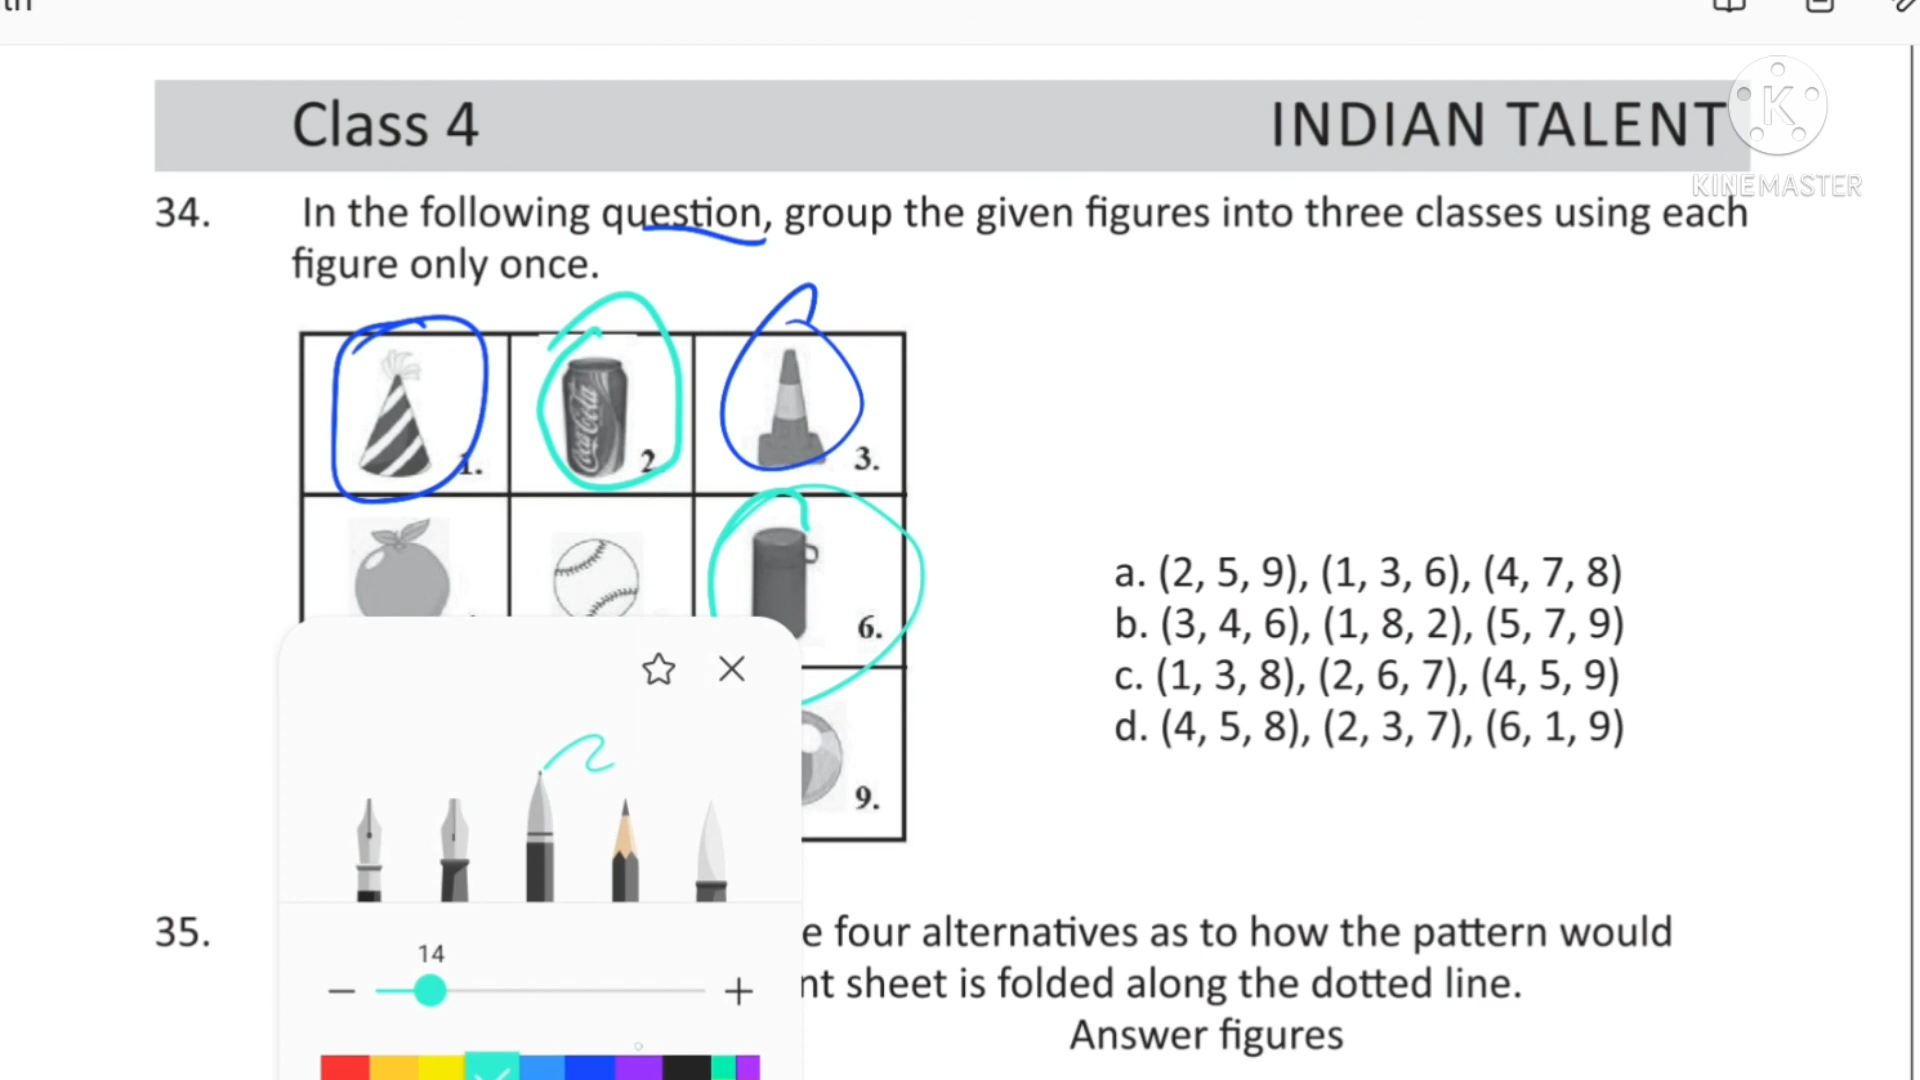 Class 4
INDIAN TALENT
KINEMASTER
34. In the following question, group the given figures into three classes using each
figure only once.
Coca-Cola
1.
2
3.
6.
9.
a. (2, 5, 9), (1, 3, 6), (4, 7, 8)
b. (3, 4, 6), (1, 8, 2), (5, 7, 9)
c. (1, 3, 8), (2, 6, 7), (4, 5, 9)
d. (4, 5, 8), (2, 3, 7), (6, 1, 9)
35.
e four alternatives as to how the pattern would
nt sheet is folded along the dotted line.
Answer figures
14